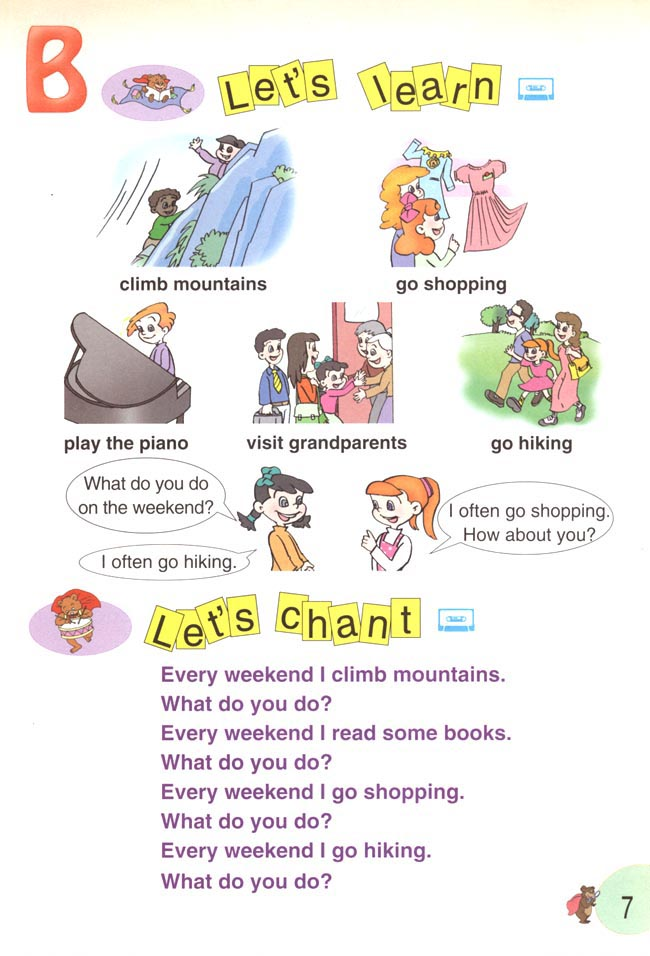 B
Let's learn
climb mountains
go shopping
play the piano
visit grandparents
go hiking
What do you do
on the weekend?
I often go shopping.
How about you?
I often go hiking.
Let's chant
Every weekend I climb mountains.
What do you do?
Every weekend I read some books.
What do you do?
Every weekend I go shopping.
What do you do?
Every weekend I go hiking.
What do you do?
7